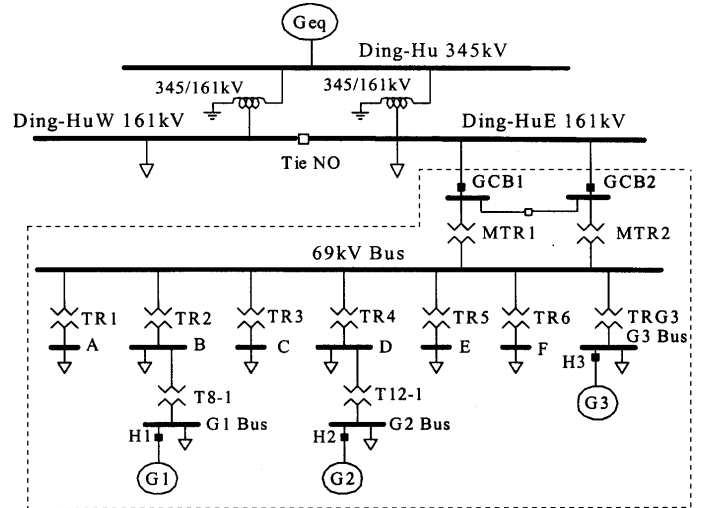 Geq
Ding-Hu 345kV
345/161kV
345/161kV
Ding-HuW 161kV
Ding-HuE 161kV
Tie NO
GCB1
GCB2
MTR1
MTR2
69kV Bus
TR1
TR2
TR3
TR4
TR5
TR6
TRG3
G3 Bus
A
B
C
D
E
F
H3
T8-1
T12-1
G3
H1
G1 Bus
H2
G2 Bus
G1
G2